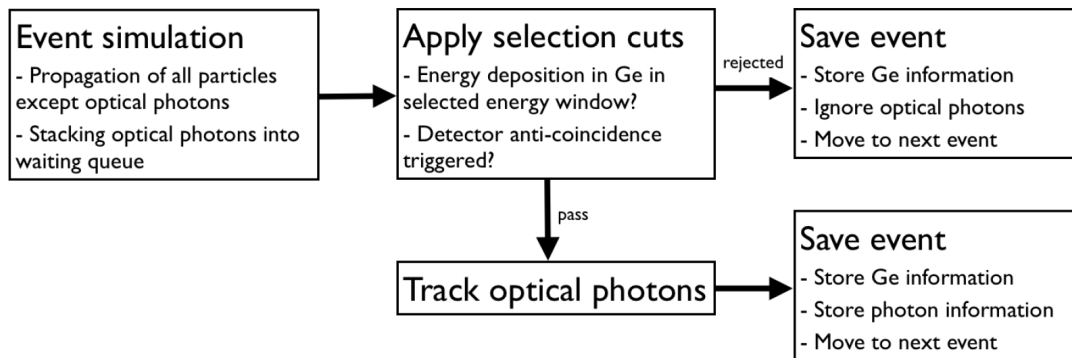 Event simulation
- Propagation of all particles
except optical photons
- Stacking optical photons into
waiting queue
Apply selection cuts
- Energy deposition in Ge in
selected energy window?
- Detector anti-coincidence
triggered?
rejected
Save event
- Store Ge information
- Ignore optical photons
- Move to next event
pass
Track optical photons
Save event
- Store Ge information
- Store photon information
- Move to next event